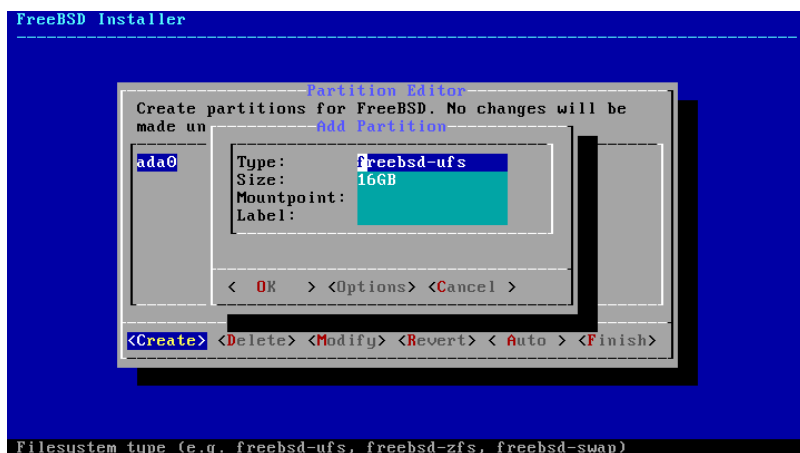 FreeBSD Installer
Partition Editor
Create partitions for FreeBSD. No changes will be
made un
Add Partition
ada0
Type: freebsd-ufs
Size: 16GB
Mountpoint:
Label:
< OK > <Options> <Cancel >
<Create> <Delete> <Modify> <Revert> < Auto > <Finish>
Filesystem type (e.g. freebsd-ufs, freebsd-zfs, freebsd-swap)